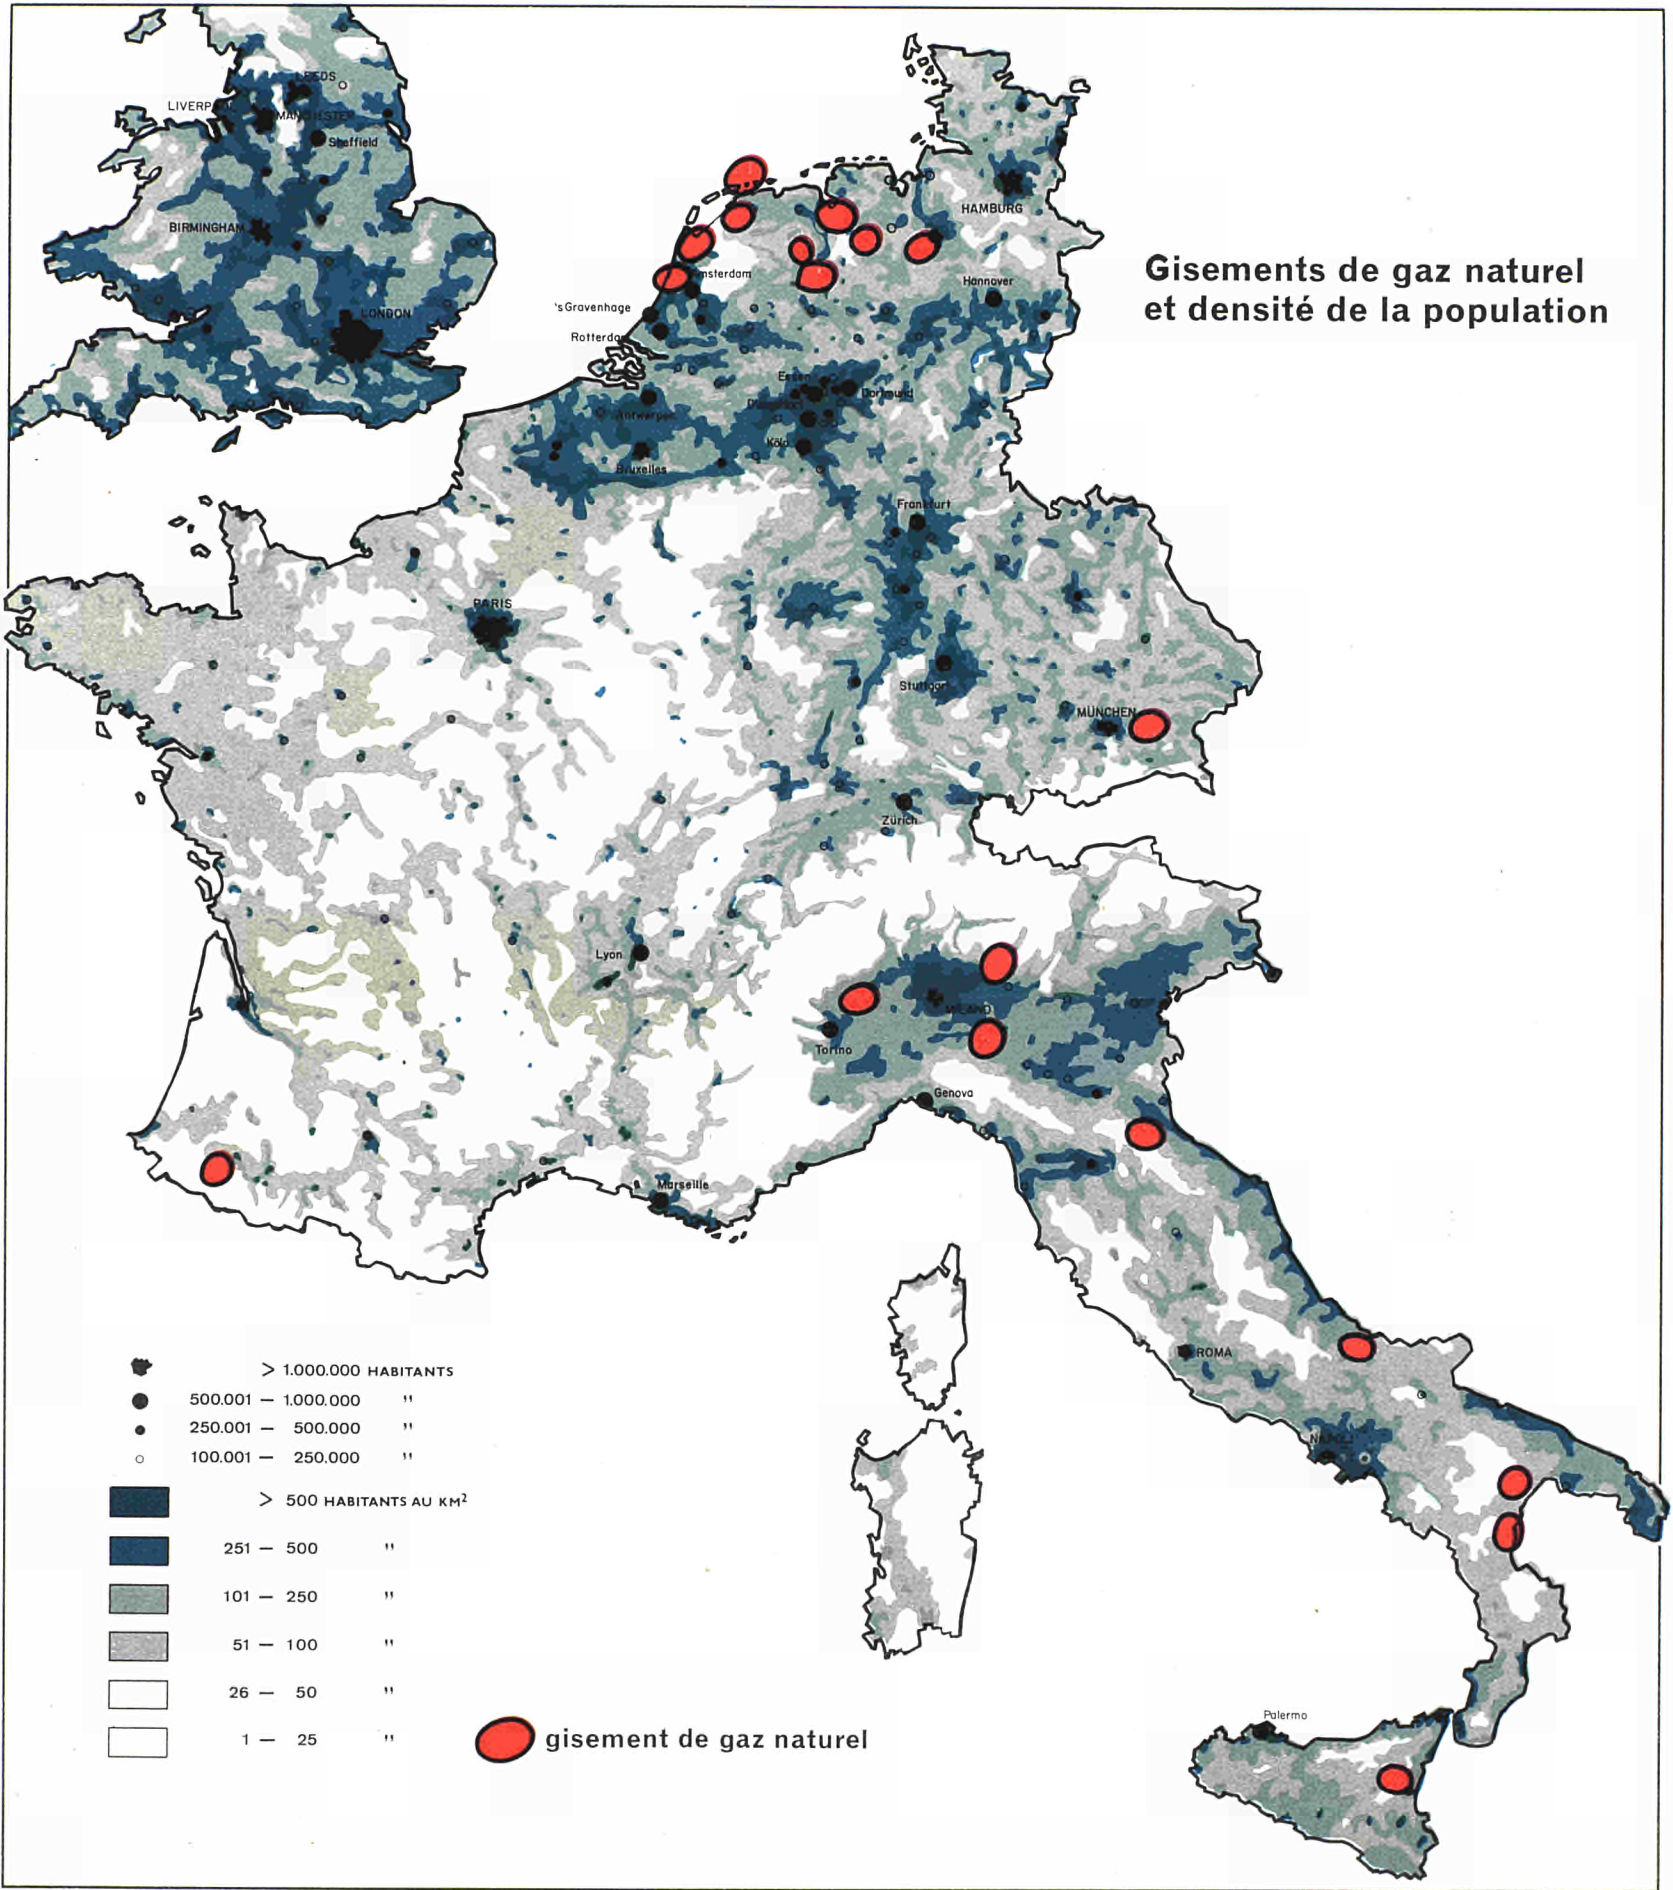 LEEDS
LIVERP
MANCHESTER
Sheffield
BIRMINGHAM
LONDON
HAMBURG
Gisements de gaz naturel
et densité de la population
msterdam
Hannover
'sGravenhage
Rotterda
Essen
Dortmund
Antwerpen
Köln
Bruxelles
Frankfurt
PARIS
Stuttgart
MÜNCHEN
Zürich
Lyon
MILANO
Torino
Genova
Marseille
ROMA
NAPOLI
Palermo
> 1.000.000 HABITANTS
500.001 — 1.000.000 "
250.001 — 500.000 "
100.001 — 250.000 "
> 500 HABITANTS AU KM²
251 — 500 "
101 — 250 "
51 — 100 "
26 — 50 "
1 — 25 "
gisement de gaz naturel